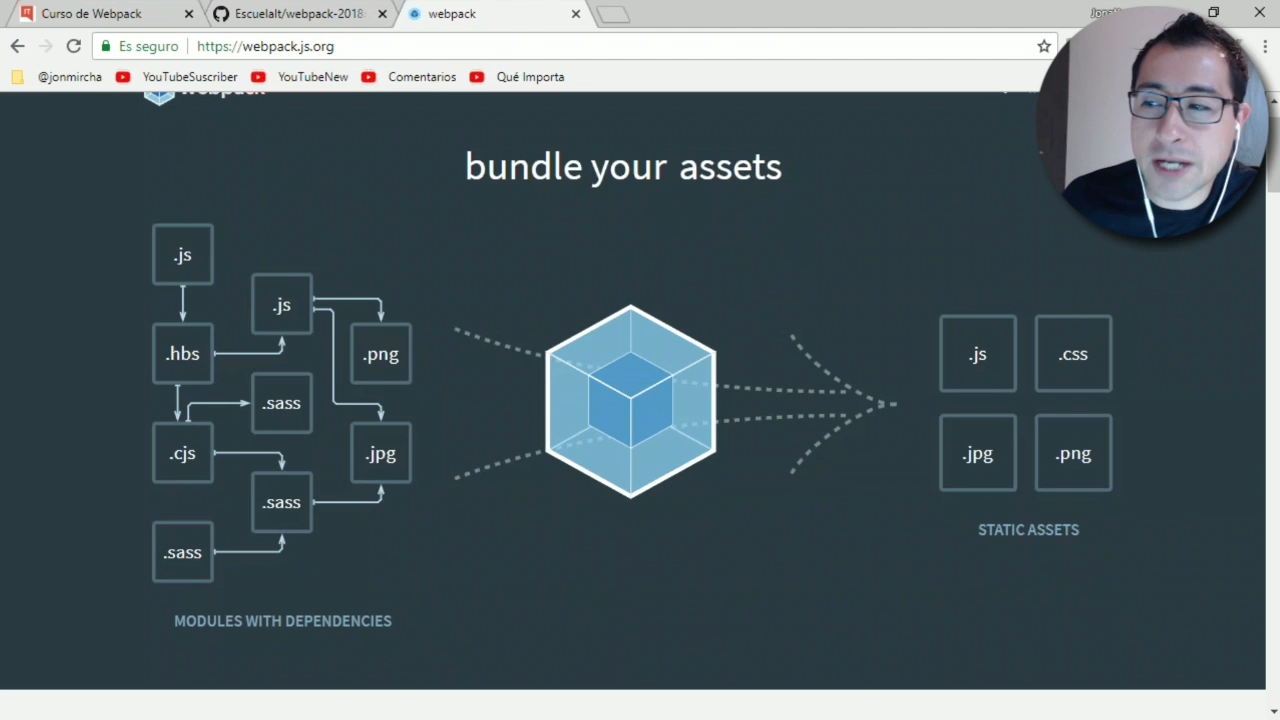 Curso de Webpack
EscuelaIt/webpack-2018
webpack
Es seguro
https://webpack.js.org
@jonmircha
YouTubeSuscriber
YouTubeNew
Comentarios
Qué Importa
webpack
bundle your assets
.js
.js
.hbs
.png
.sass
.cjs
.jpg
.sass
.sass
MODULES WITH DEPENDENCIES
.js
.css
.jpg
.png
STATIC ASSETS